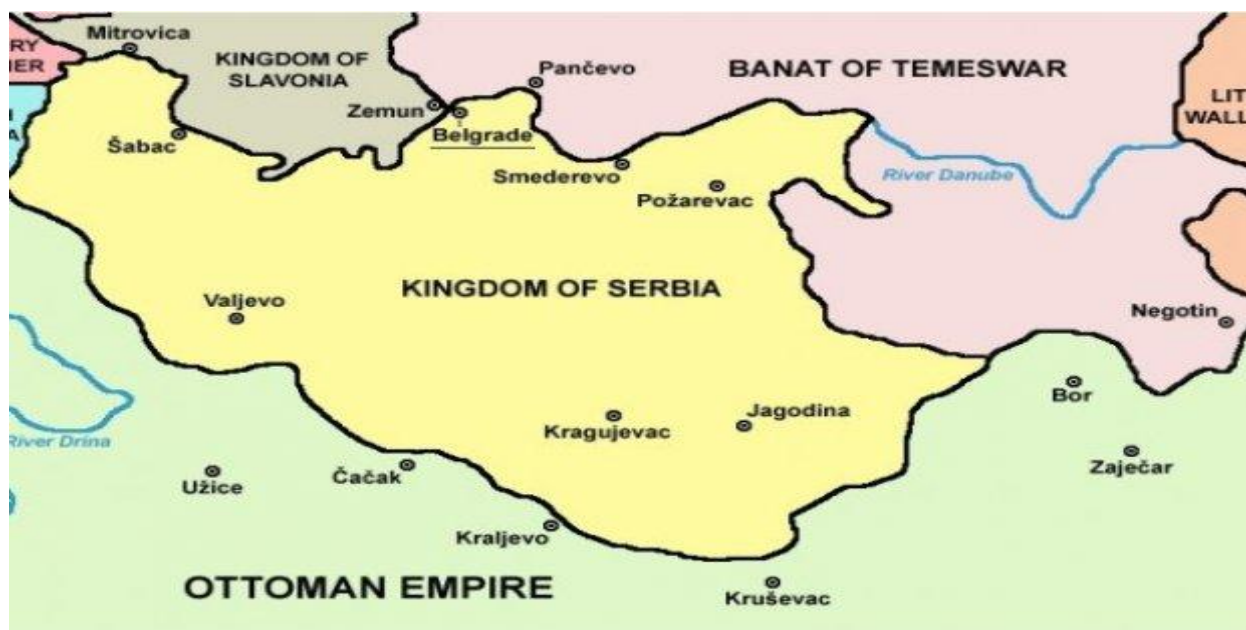 Mitrovica
RY
IER
KINGDOM OF
SLAVONIA
Pančevo
BANAT OF TEMESWAR
LIT
WALL
Zemun
Belgrade
A
Šabac
Smederevo
River Danube
Požarevac
KINGDOM OF SERBIA
Valjevo
Negotin
Bor
Jagodina
Kragujevac
River Drina
Zaječar
Čačak
Užice
Kraljevo
OTTOMAN EMPIRE
Kruševac